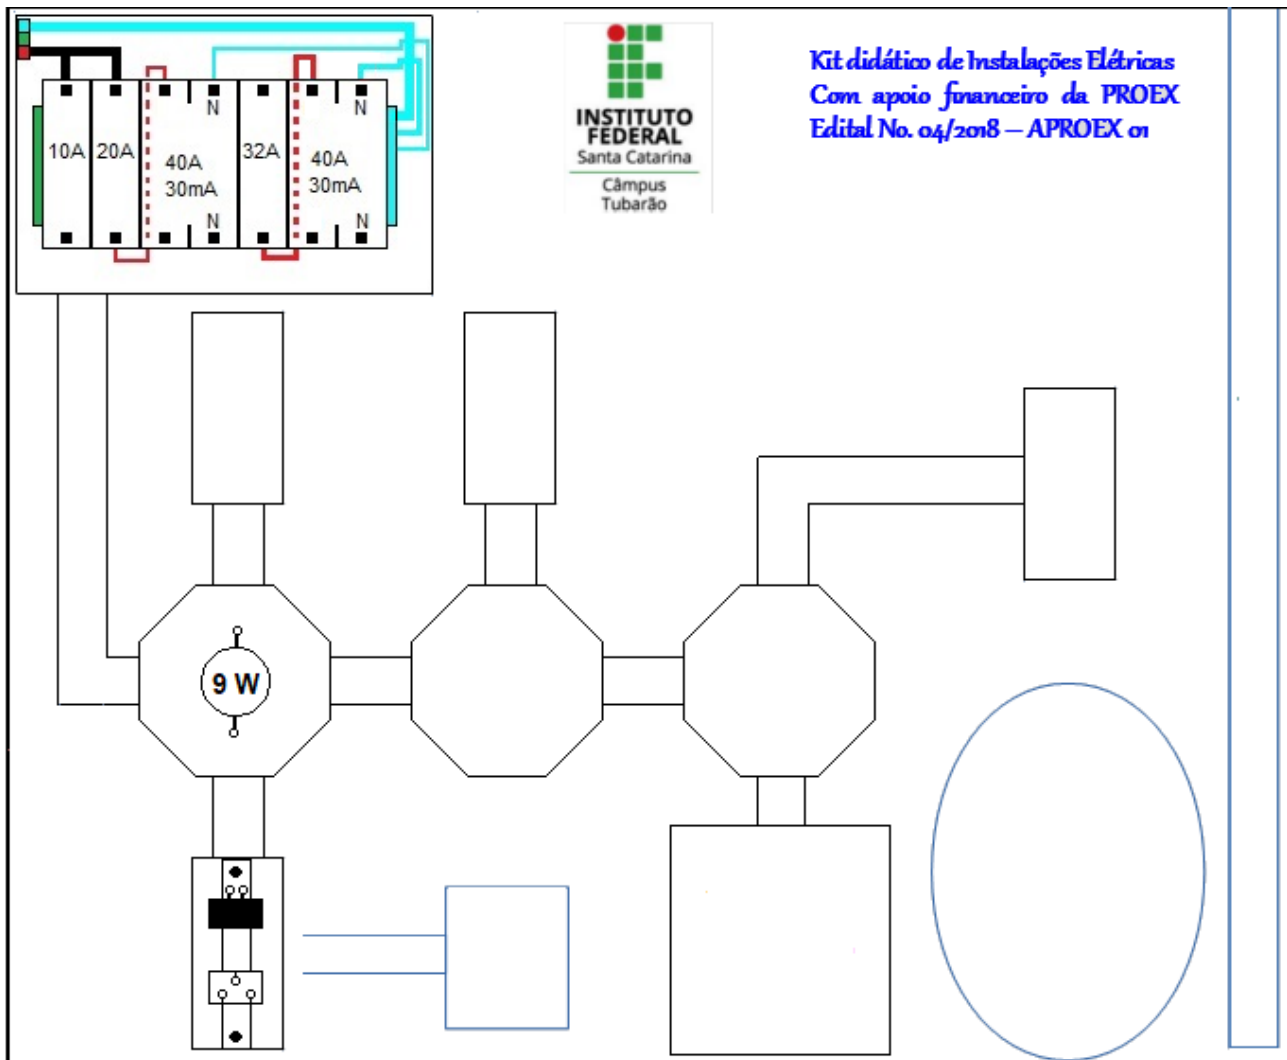 Kit didático de Instalações Elétricas
Com apoio financeiro da PROEX
Edital No. 04/2018 – APROEX 01
INSTITUTO
FEDERAL
Santa Catarina
Câmpus
Tubarão
N
N
10A
20A
40A
30mA
32A
40A
30mA
N
N
9 W